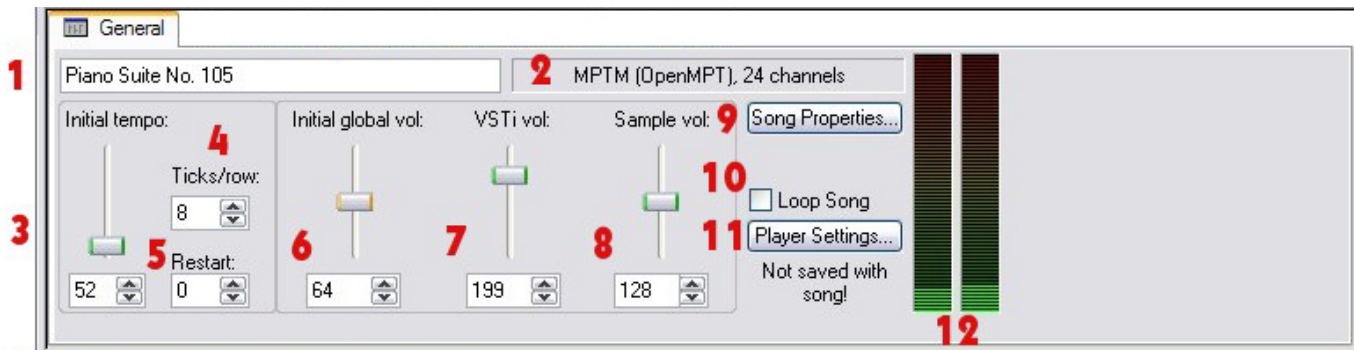 General
1
Piano Suite No. 105
2
MPTM (OpenMPT), 24 channels
Initial tempo:
4
Ticks/row:
8
3
5
Restart:
52
0
Initial global vol:
6
64
VSTi vol:
7
199
Sample vol:
8
128
9
Song Properties...
10
Loop Song
11
Player Settings...
Not saved with
song!
12